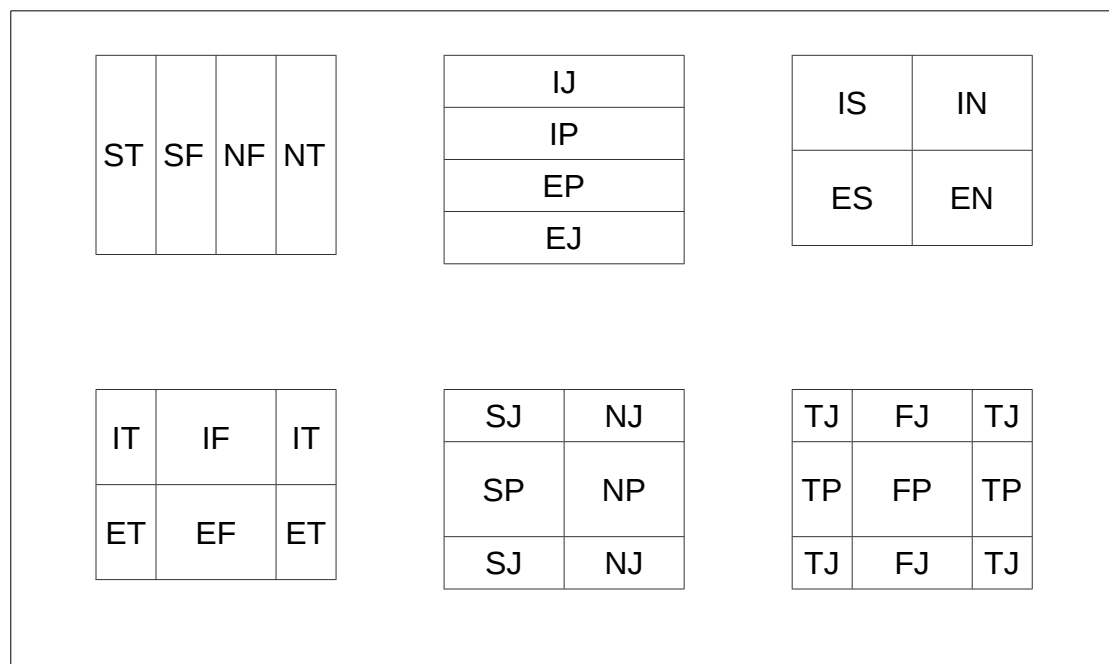 ST SF NF NT
IJ
IP
EP
EJ
IS IN
ES EN
IT IF IT
ET EF ET
SJ NJ
SP NP
SJ NJ
TJ FJ TJ
TP FP TP
TJ FJ TJ